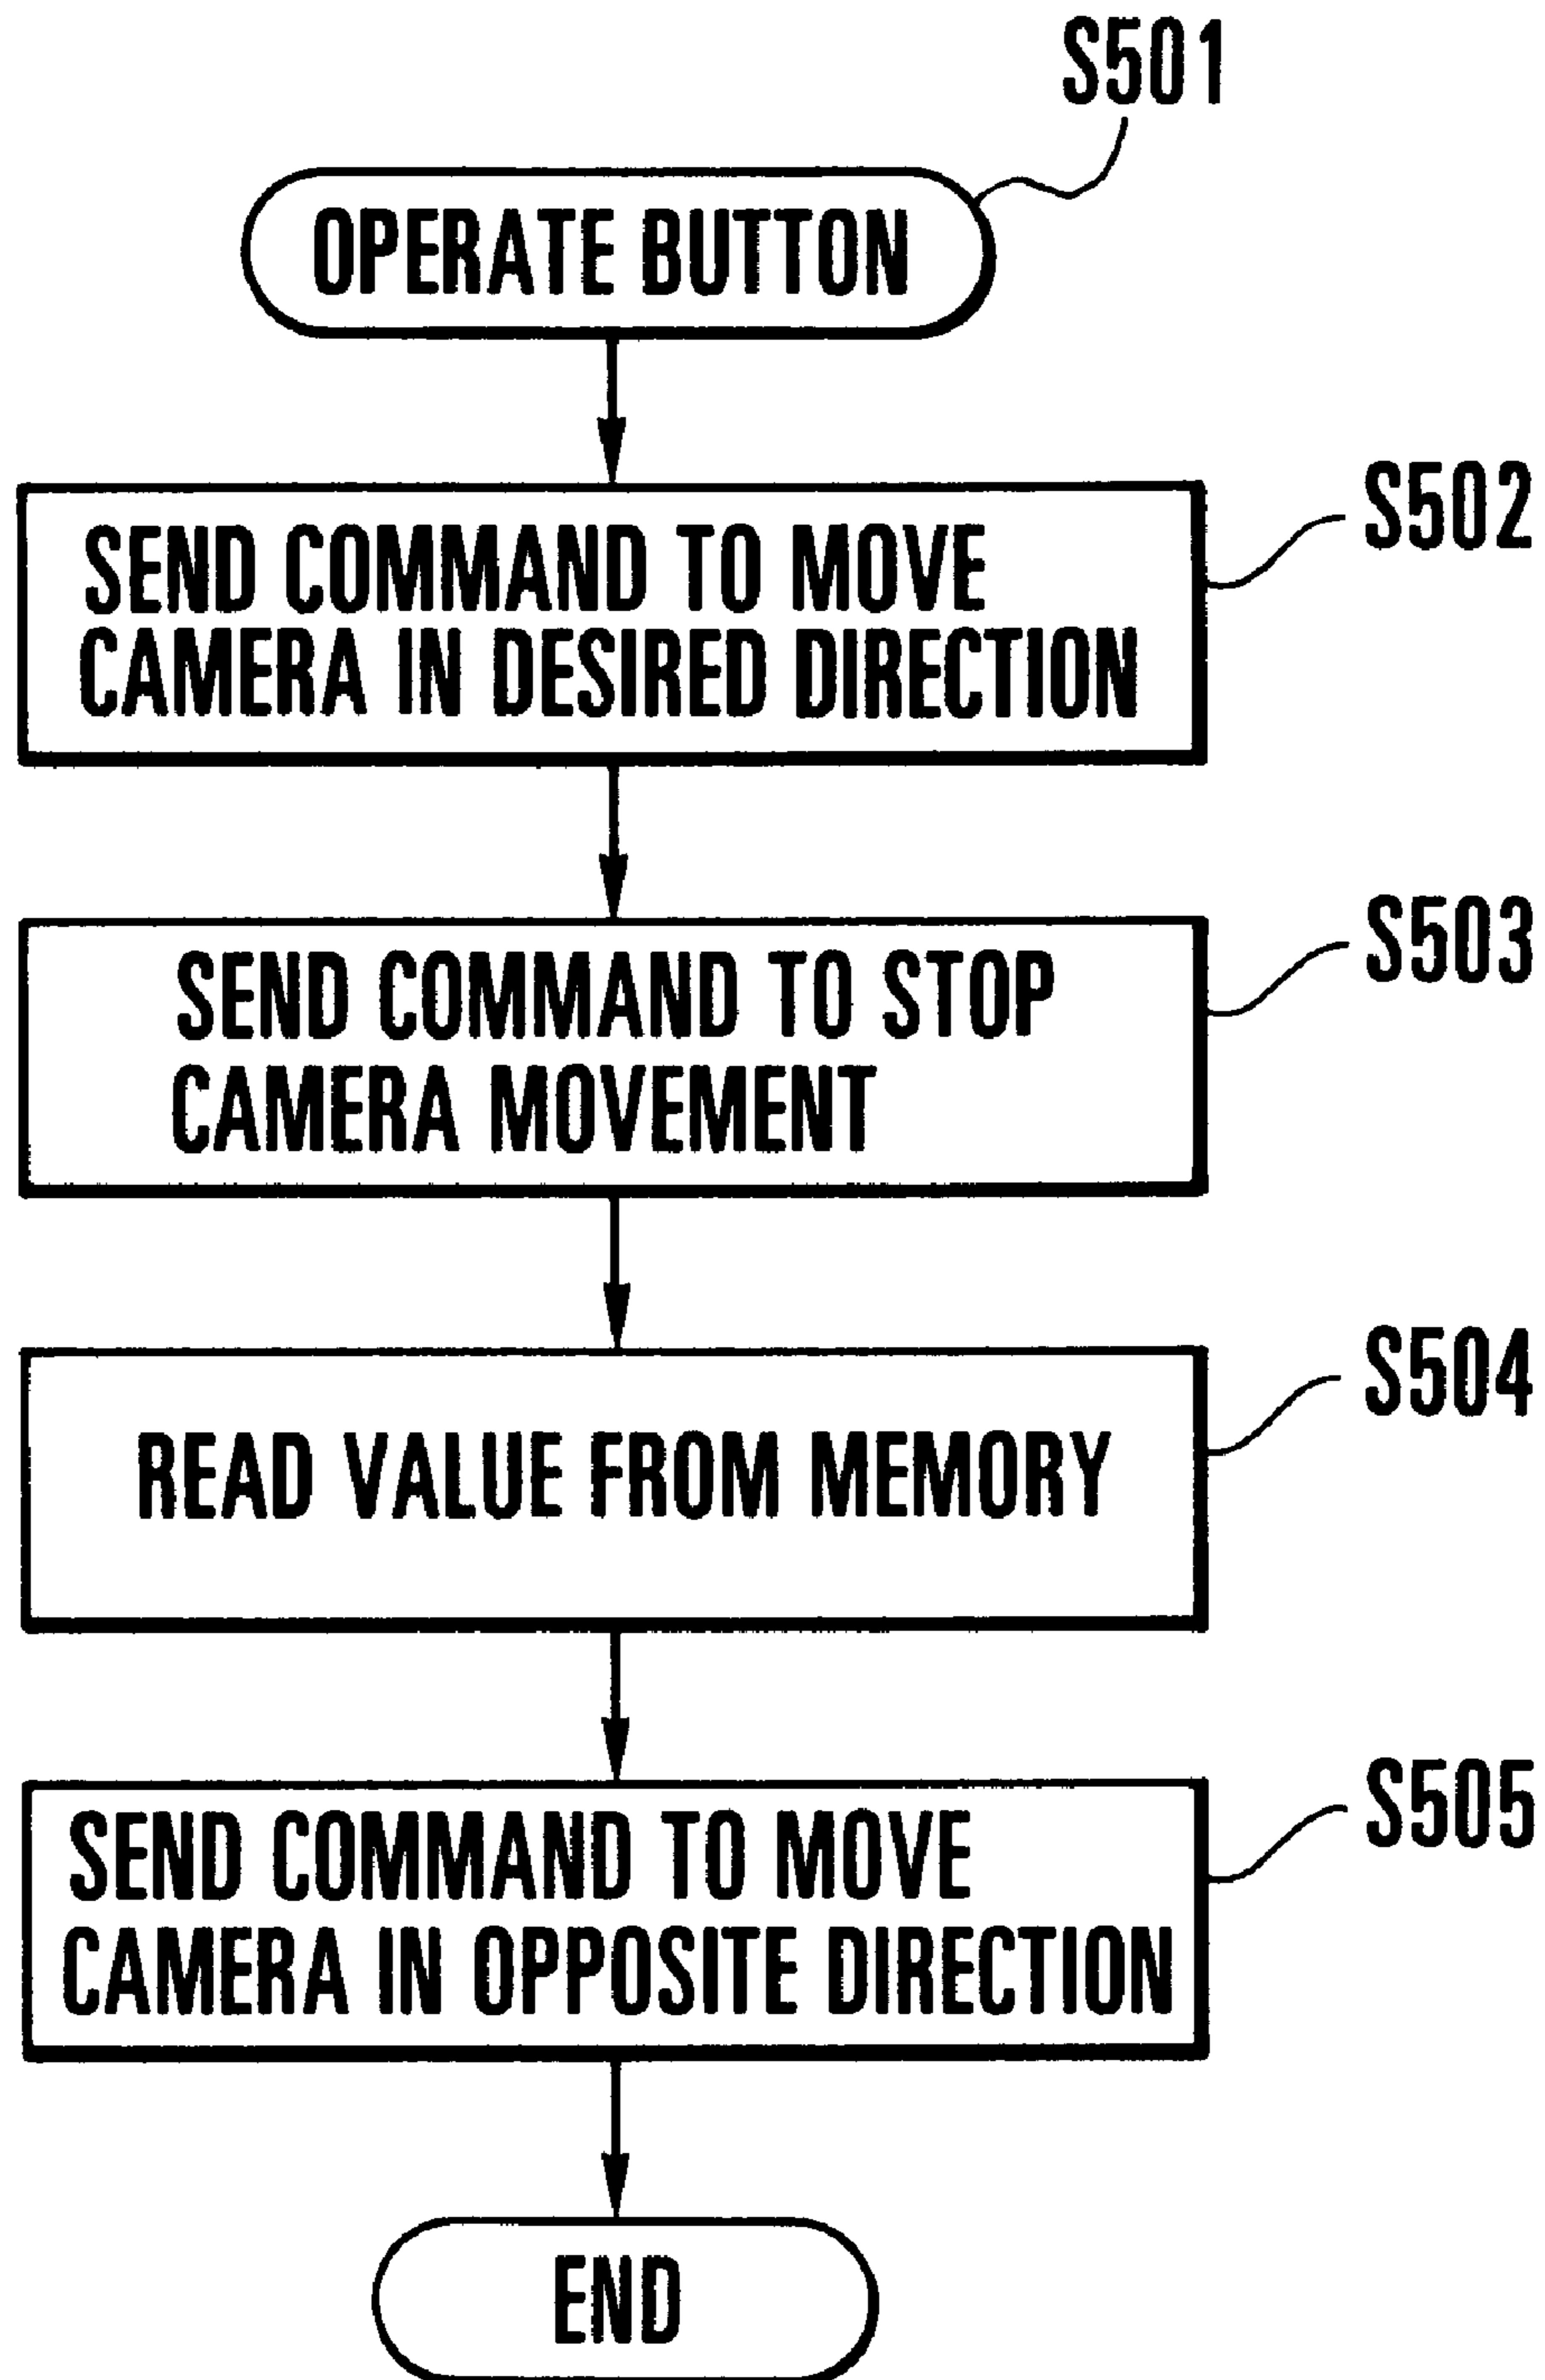 S501
OPERATE BUTTON
S502
SEND COMMAND TO MOVE
CAMERA IN DESIRED DIRECTION
S503
SEND COMMAND TO STOP
CAMERA MOVEMENT
S504
READ VALUE FROM MEMORY
S505
SEND COMMAND TO MOVE
CAMERA IN OPPOSITE DIRECTION
END